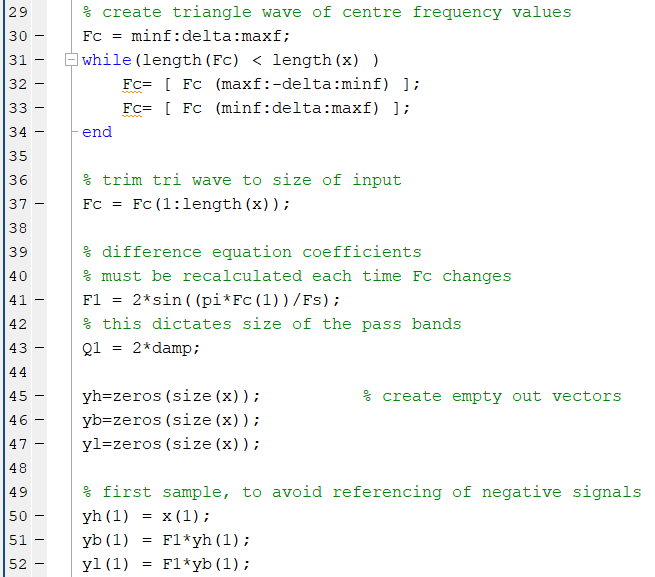 29 % create triangle wave of centre frequency values
30 - Fc = minf:delta:maxf;
31 - while(length(Fc) < length(x) )
32 - Fc= [ Fc (maxf:-delta:minf) ];
33 - Fc= [ Fc (minf:delta:maxf) ];
34 - end
35
36 % trim tri wave to size of input
37 - Fc = Fc(1:length(x));
38
39 % difference equation coefficients
40 % must be recalculated each time Fc changes
41 - F1 = 2*sin((pi*Fc(1))/Fs);
42 % this dictates size of the pass bands
43 - Q1 = 2*damp;
44
45 - yh=zeros(size(x)); % create empty out vectors
46 - yb=zeros(size(x));
47 - yl=zeros(size(x));
48
49 % first sample, to avoid referencing of negative signals
50 - yh(1) = x(1);
51 - yb(1) = F1*yh(1);
52 - yl(1) = F1*yb(1);